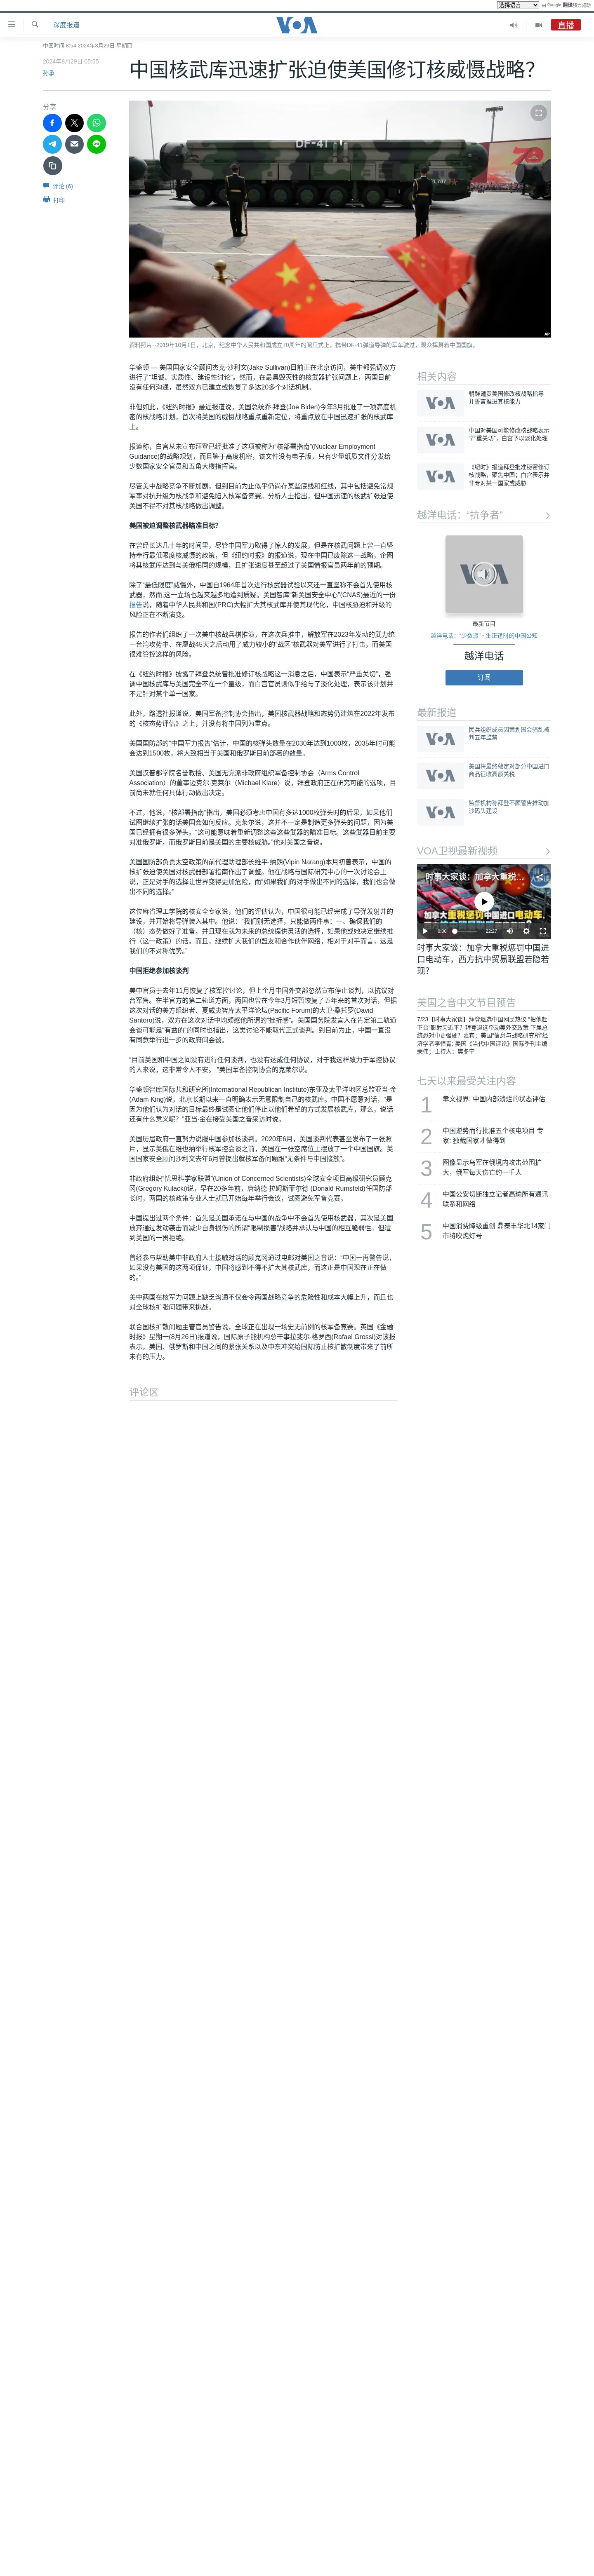 选择语言
由 Google 翻译强力驱动
深度报道
VOA
直播
中国时间 6:54 2024年8月29日 星期四
2024年8月29日 05:55
孙承
中国核武库迅速扩张迫使美国修订核威慑战略?
分享
评论 (6)
打印
DF-41
AP
资料照片--2019年10月1日，北京，纪念中华人民共和国成立70周年的阅兵式上，携带DF-41弹道导弹的军车驶过，观众挥舞着中国国旗。
华盛顿 — 美国国家安全顾问杰克·沙利文(Jake Sullivan)目前正在北京访问，美中都强调双方
进行了“坦诚、实质性、建设性讨论”。然而，在最具毁灭性的核武器扩张问题上，两国目前
没有任何沟通，虽然双方已建立或恢复了多达20多个对话机制。
非但如此，《纽约时报》最近报道说，美国总统乔·拜登(Joe Biden)今年3月批准了一项高度机
密的核战略计划，首次将美国的威慑战略重点重新定位，将重点放在中国迅速扩张的核武库
上。
报道称，白宫从未宣布拜登已经批准了这项被称为“核部署指南”(Nuclear Employment
Guidance)的战略规划，而且鉴于高度机密，该文件没有电子版，只有少量纸质文件分发给
少数国家安全官员和五角大楼指挥官。
尽管美中战略竞争不断加剧，但到目前为止似乎仍尚存某些底线和红线，其中包括避免常规
军事对抗升级为核战争和避免陷入核军备竞赛。分析人士指出，但中国迅速的核武扩张迫使
美国不得不对其核战略做出调整。
美国被迫调整核武器瞄准目标?
在曾经长达几十年的时间里，尽管中国军力取得了惊人的发展，但是在核武问题上曾一直坚
持奉行最低限度核威慑的政策，但《纽约时报》的报道说，现在中国已废除这一战略，企图
将其核武库达到与美俄相同的规模，且扩张速度甚至超过了美国情报官员两年前的预期。
除了“最低限度”威慑外，中国自1964年首次进行核武器试验以来还一直坚称不会首先使用核
武器，然而,这一立场也越来越多地遭到质疑。美国智库“新美国安全中心”(CNAS)最近的一份
报告说，随着中华人民共和国(PRC)大幅扩大其核武库并使其现代化，中国核胁迫和升级的
风险正在不断演变。
报告的作者们组织了一次美中核战兵棋推演，在这次兵推中，解放军在2023年发动的武力统
一台湾攻势中、在鏖战45天之后动用了威力较小的“战区”核武器对美军进行了打击，而美国
很难管控这样的风险。
在《纽约时报》披露了拜登总统曾批准修订核战略这一消息之后，中国表示“严重关切”，强
调中国核武库与美国完全不在一个量级，而白宫官员则似乎给与了淡化处理，表示该计划并
不是针对某个单一国家。
此外，路透社报道说，美国军备控制协会指出，美国核武器战略和态势仍建筑在2022年发布
的《核态势评估》之上，并没有将中国列为重点。
美国国防部的“中国军力报告”估计，中国的核弹头数量在2030年达到1000枚，2035年时可能
会达到1500枚，将大致相当于美国和俄罗斯目前部署的数量。
美国汉普郡学院名誉教授、美国无党派非政府组织军备控制协会（Arms Control
Association）的董事迈克尔·克莱尔（Michael Klare）说，拜登政府正在研究可能的选项，目
前尚未就任何具体行动做出决定。
不过，他说，“核部署指南”指出，美国必须考虑中国有多达1000枚弹头时的后果，如果他们
试图继续扩张的话美国会如何反应。克莱尔说，这并不一定是制造更多弹头的问题，因为美
国已经拥有很多弹头。“这可能意味着重新调整这些这些武器的瞄准目标。这些武器目前主要
对准俄罗斯，而俄罗斯目前是美国的主要核威胁。”他对美国之音说。
美国国防部负责太空政策的前代理助理部长维平·纳朗(Vipin Narang)本月初曾表示，中国的
核扩张迫使美国对核武器部署指南作出了调整。他在战略与国际研究中心的一次讨论会上
说，正是对手的选择让世界变得更加危险，而“如果我们的对手做出不同的选择，我们也会做
出不同的选择。”
这位麻省理工学院的核安全专家说，他们的评估认为，中国很可能已经完成了导弹发射井的
建设，并开始将导弹装入其中。他说：“我们别无选择，只能做两件事：一、确保我们的
（核）态势做好了准备，并且现在就为未来的总统提供灵活的选择，如果他或她决定继续推
行（这一政策）的话。而且，继续扩大我们的盟友和合作伙伴网络，相对于对手而言，这是
我们的不对称优势。”
中国拒绝参加核谈判
美中官员于去年11月恢复了核军控讨论，但上个月中国外交部忽然宣布停止谈判，以抗议对
台军售。在半官方的第二轨道方面，两国也曾在今年3月短暂恢复了五年来的首次对话，但据
这次对话的美方组织者、夏威夷智库太平洋论坛(Pacific Forum)的大卫·桑托罗(David
Santoro)说，双方在这次对话中均颇感他所谓的“挫折感”。美国国务院发言人在肯定第二轨道
会谈可能是“有益的”的同时也指出，这类讨论不能取代正式谈判。到目前为止，中国一直没
有同意举行进一步的政府间会谈。
“目前美国和中国之间没有进行任何谈判，也没有达成任何协议，对于我这样致力于军控协议
的人来说，这非常令人不安。 ”美国军备控制协会的克莱尔说。
华盛顿智库国际共和研究所(International Republican Institute)东亚及太平洋地区总监亚当·金
(Adam King)说，北京长期以来一直明确表示无意限制自己的核武库。中国不愿意对话，“是
因为他们认为对话的目标最终是试图让他们停止以他们希望的方式发展核武库，那么，说说
还有什么意义呢？”亚当·金在接受美国之音采访时说。
美国历届政府一直努力说服中国参加核谈判。2020年6月，美国谈判代表甚至发布了一张照
片，显示美俄在维也纳举行核军控会谈之前，美国在一张空席位上摆放了一个中国国旗。美
国国家安全顾问沙利文去年6月曾提出就核军备问题跟“无条件与中国接触”。
非政府组织“忧思科学家联盟”(Union of Concerned Scientists)全球安全项目高级研究员顾克
冈(Gregory Kulacki)说，早在20多年前，唐纳德·拉姆斯菲尔德 (Donald Rumsfeld)任国防部
长时，两国的核政策专业人士就已开始每年举行会议，试图避免军备竞赛。
中国提出过两个条件：首先是美国承诺在与中国的战争中不会首先使用核武器，其次是美国
放弃通过发动袭击而减少自身损伤的所谓“限制损害”战略并承认与中国的相互脆弱性。但遭
到美国的一贯拒绝。
曾经参与帮助美中非政府人士接触对话的顾克冈通过电邮对美国之音说：“中国一再警告说，
如果没有美国的这两项保证，中国将感到不得不扩大其核武库，而这正是中国现在正在做
的。”
美中两国在核军力问题上缺乏沟通不仅会令两国战略竞争的危险性和成本大幅上升，而且也
对全球核扩张问题带来挑战。
联合国核扩散问题主管官员警告说，全球正在出现一场史无前例的核军备竞赛。英国《金融
时报》星期一(8月26日)报道说，国际原子能机构总干事拉斐尔·格罗西(Rafael Grossi)对该报
表示，美国、俄罗斯和中国之间的紧张关系以及中东冲突给国际防止核扩散制度带来了前所
未有的压力。
评论区
相关内容
朝鲜谴责美国修改核战略指导
并誓言推进其核能力
中国对美国可能修改核战略表示
“严重关切”，白宫予以淡化处理
《纽时》报道拜登批准秘密修订
核战略，聚焦中国；白宫表示并
非专对某一国家或威胁
越洋电话：“抗争者”
最新节目
越洋电话：“少数派” - 生正逢时的中国公知
越洋电话
订阅
最新报道
民兵组织成员因策划国会骚乱被
判五年监禁
美国将最终敲定对部分中国进口
商品征收高额关税
监督机构称拜登不顾警告推动加
沙码头建设
VOA卫视最新视频
时事大家谈：加拿大重税...
加拿大重税惩罚中国进口电动车,
0:00
22:27
时事大家谈：加拿大重税惩罚中国进
口电动车，西方抗中贸易联盟若隐若
现?
美国之音中文节目预告
7/23【时事大家谈】拜登退选中国网民热议 “把他赶
下台”影射习近平？拜登退选牵动美外交政策 下届总
统恐对中更强硬？嘉宾：美国“信息与战略研究所”经
济学者李恒青; 美国《当代中国评论》国际季刊主编
荣伟；主持人：樊冬宁
七天以来最受关注内容
1
聿文视界: 中国内部溃烂的状态评估
2
中国逆势而行批准五个核电项目 专
家: 独裁国家才做得到
3
图像显示乌军在俄境内攻击范围扩
大，俄军每天伤亡约一千人
4
中国公安切断独立记者高瑜所有通讯
联系和网络
5
中国消费降级重创 鼎泰丰华北14家门
市将吹熄灯号